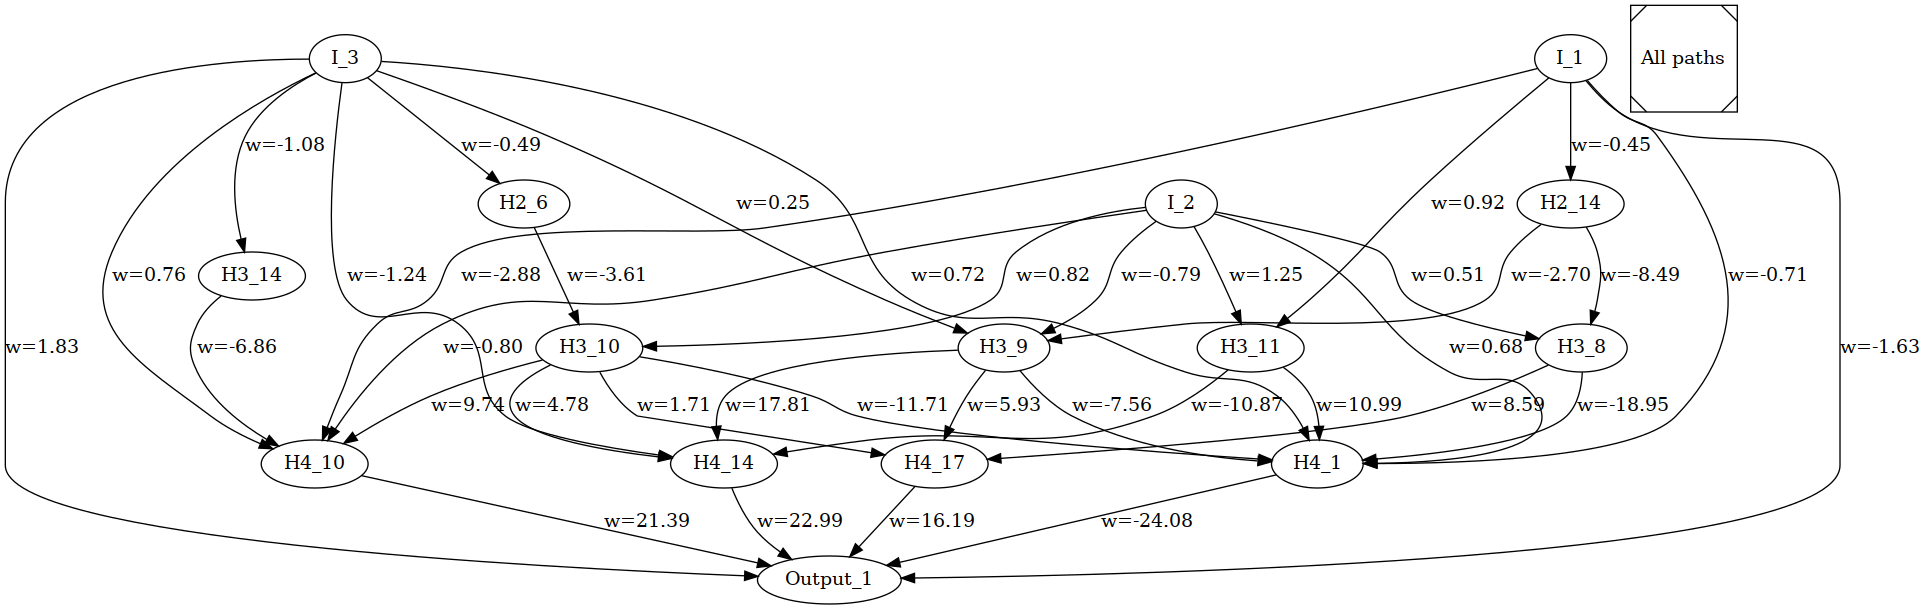 I_3
I_1
All paths
w=-1.08
w=-0.49
w=-0.45
H2_6
w=0.25
I_2
w=0.92
H2_14
w=0.76
H3_14
w=-1.24
w=-2.88
w=-3.61
w=0.72
w=0.82
w=-0.79
w=1.25
w=0.51
w=-2.70
w=-8.49
w=-0.71
w=1.83
w=-6.86
w=-0.80
H3_10
H3_9
H3_11
w=0.68
H3_8
w=-1.63
w=9.74
w=4.78
w=1.71
w=17.81
w=-11.71
w=5.93
w=-7.56
w=-10.87
w=10.99
w=8.59
w=-18.95
H4_10
H4_14
H4_17
H4_1
w=21.39
w=22.99
w=16.19
w=-24.08
Output_1